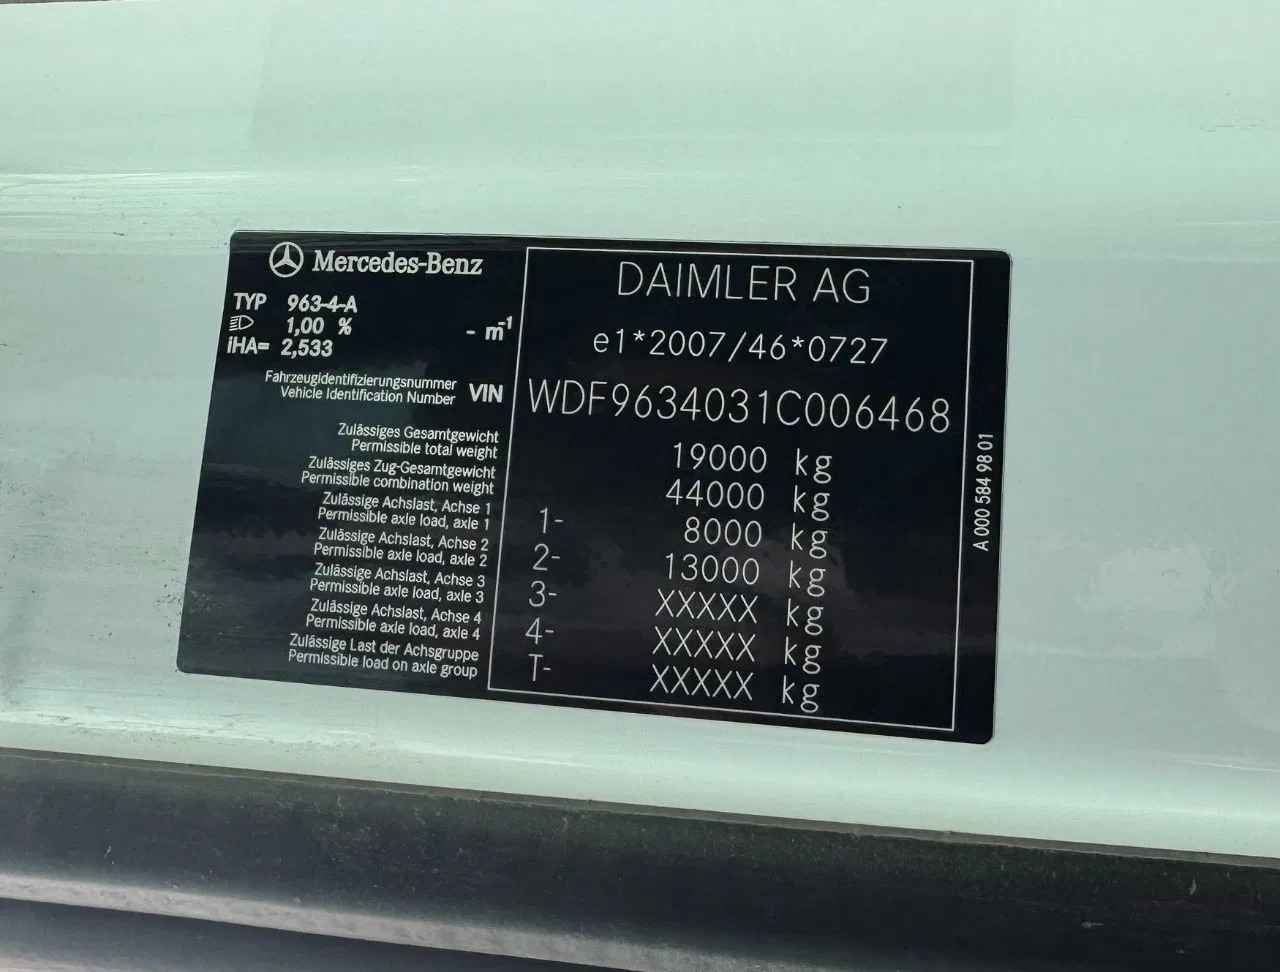 Mercedes-Benz
TYP 963-4-A
1,00 % - m-1
iHA= 2,533
Fahrzeugidentifizierungsnummer
Vehicle Identification Number VIN
Zulässiges Gesamtgewicht
Permissible total weight
Zulässiges Zug-Gesamtgewicht
Permissible combination weight
Zulässige Achslast, Achse 1
Permissible axle load, axle 1
Zulässige Achslast, Achse 2
Permissible axle load, axle 2
Zulässige Achslast, Achse 3
Permissible axle load, axle 3
Zulässige Achslast, Achse 4
Permissible axle load, axle 4
Zulässige Last der Achsgruppe
Permissible load on axle group
DAIMLER AG
e1*2007/46*0727
WDF9634031C006468
19000 kg
44000 kg
1- 8000 kg
2- 13000 kg
3- XXXXX kg
4- XXXXX kg
T- XXXXX kg
A 000 584 98 01